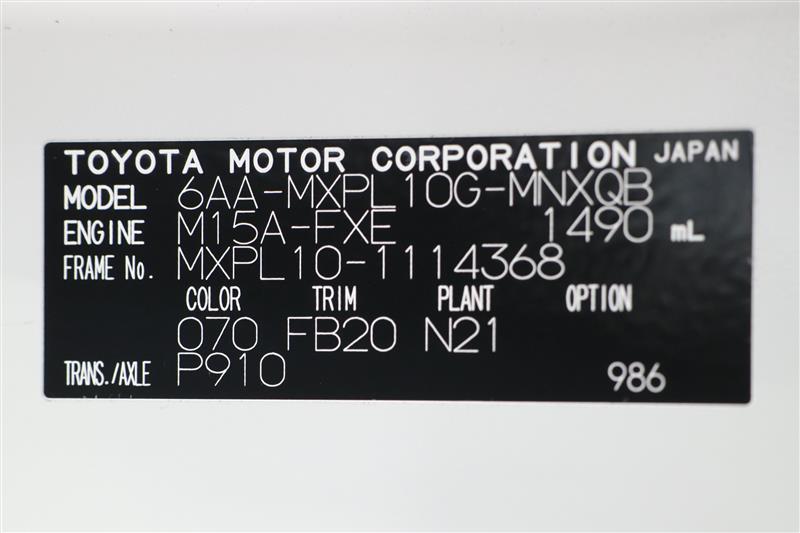 TOYOTA MOTOR CORPORATION JAPAN
MODEL 6AA-MXPL10G-MNXQB
ENGINE M15A-FXE 1490 mL
FRAME No. MXPL10-1114368
COLOR TRIM PLANT OPTION
070 FB20 N21
TRANS./AXLE P910 986